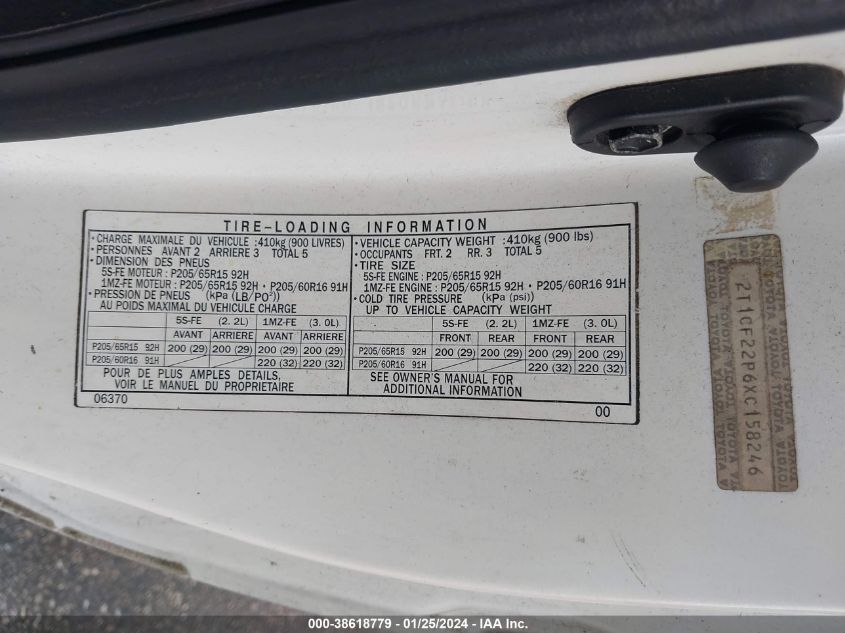 TIRE-LOADING INFORMATION
• CHARGE MAXIMALE DU VEHICULE :410kg (900 LIVRES)
• PERSONNES AVANT 2 ARRIERE 3 TOTAL 5
• DIMENSION DES PNEUS
5S-FE MOTEUR : P205/65R15 92H
1MZ-FE MOTEUR : P205/65R15 92H · P205/60R16 91H
• PRESSION DE PNEUS (kPa (LB/PO²))
AU POIDS MAXIMAL DU VEHICULE CHARGE
5S-FE (2. 2L) 1MZ-FE (3. 0L)
AVANT ARRIERE AVANT ARRIERE
P205/65R15 92H 200 (29) 200 (29) 200 (29) 200 (29)
P205/60R16 91H 220 (32) 220 (32)
POUR DE PLUS AMPLES DETAILS,
VOIR LE MANUEL DU PROPRIETAIRE
• VEHICLE CAPACITY WEIGHT :410kg (900 lbs)
• OCCUPANTS FRT. 2 RR. 3 TOTAL 5
• TIRE SIZE
5S-FE ENGINE : P205/65R15 92H
1MZ-FE ENGINE : P205/65R15 92H · P205/60R16 91H
• COLD TIRE PRESSURE (kPa (psi))
UP TO VEHICLE CAPACITY WEIGHT
5S-FE (2. 2L) 1MZ-FE (3. 0L)
FRONT REAR FRONT REAR
P205/65R15 92H 200 (29) 200 (29) 200 (29) 200 (29)
P205/60R16 91H 220 (32) 220 (32)
SEE OWNER'S MANUAL FOR
ADDITIONAL INFORMATION
06370 00
2T1CF22P6XC158246
TOYOTA TOYOTA TOYOTA
000-38618779 - 01/25/2024 - IAA Inc.